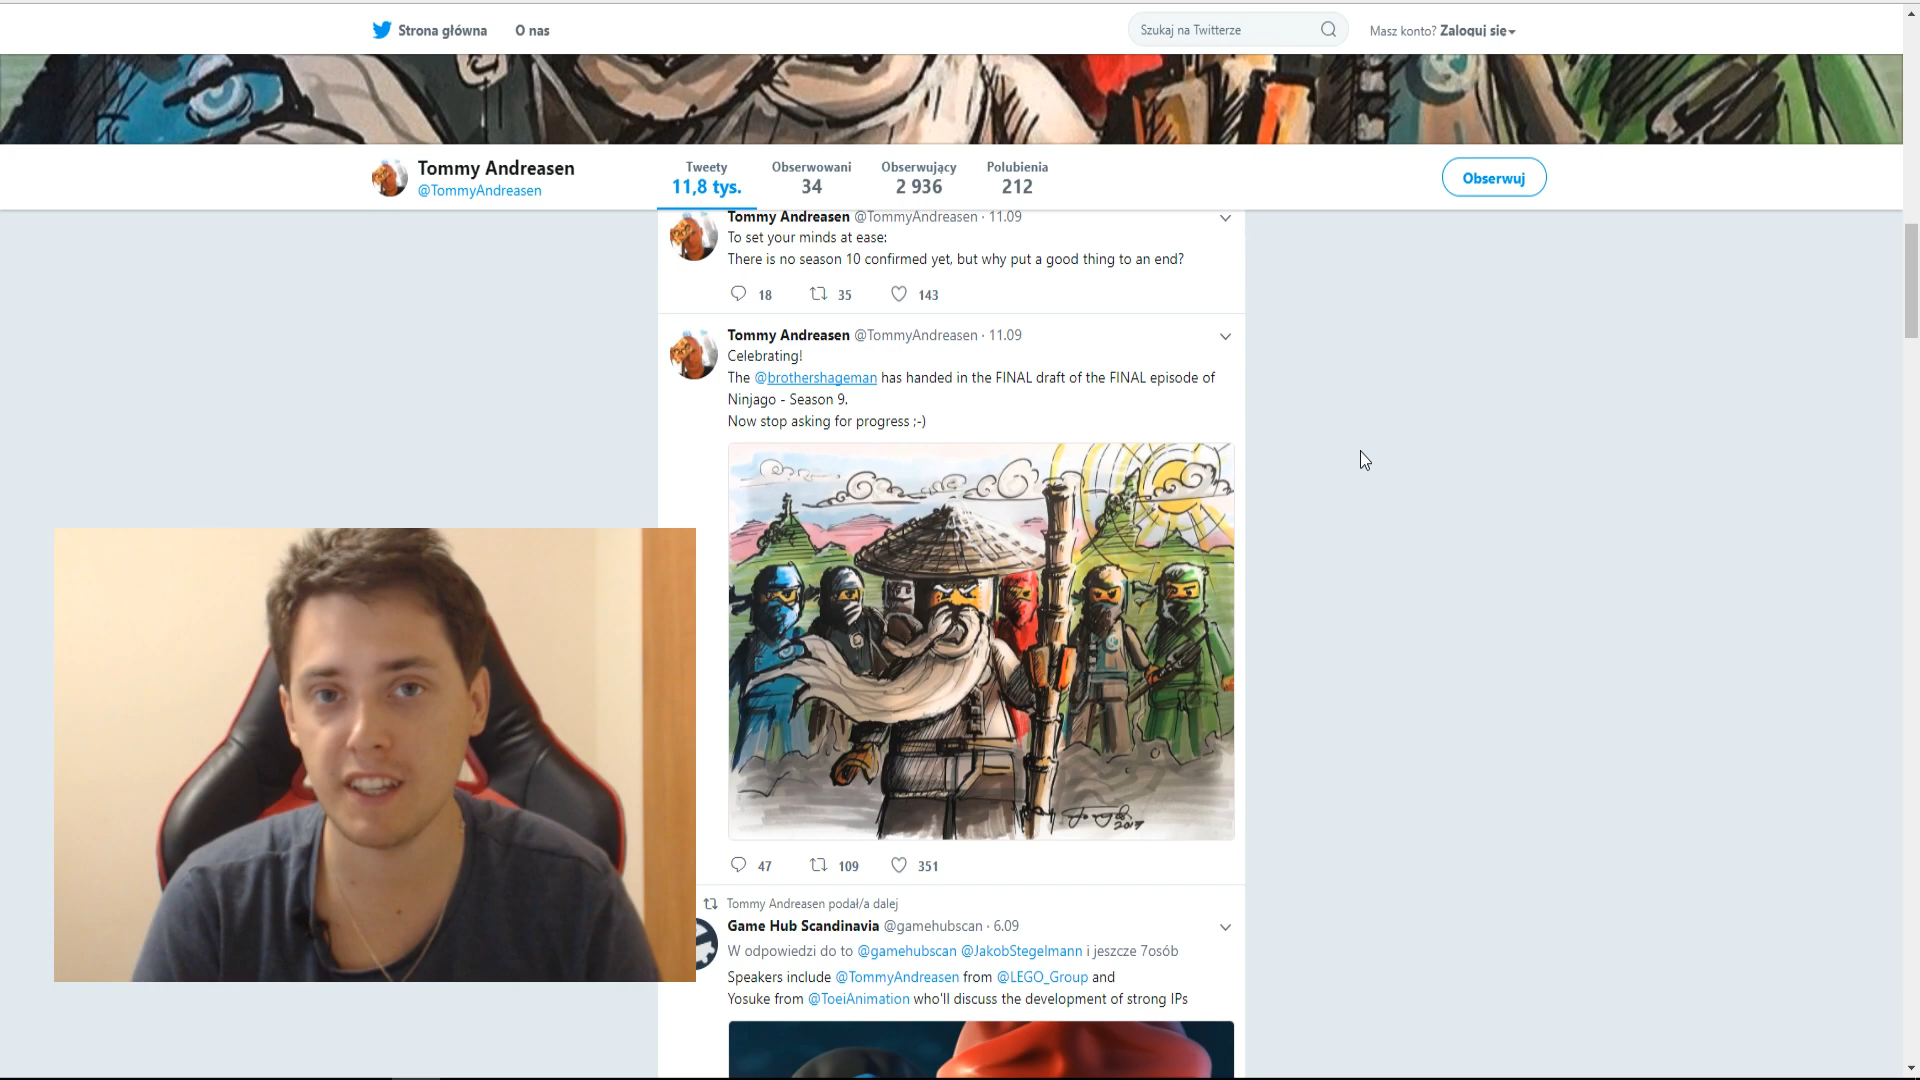 Strona główna O nas Szukaj na Twitterze Masz konto? Zaloguj się
Tommy Andreasen
@TommyAndreasen
Tweety Obserwowani Obserwujący Polubienia
11,8 tys. 34 2 936 212
Obserwuj
Tommy Andreasen @TommyAndreasen · 11.09
To set your minds at ease:
There is no season 10 confirmed yet, but why put a good thing to an end?
18 35 143
Tommy Andreasen @TommyAndreasen · 11.09
Celebrating!
The @brothershageman has handed in the FINAL draft of the FINAL episode of
Ninjago - Season 9.
Now stop asking for progress ;-)
2017
47 109 351
Tommy Andreasen podał/a dalej
Game Hub Scandinavia @gamehubscan · 6.09
W odpowiedzi do to @gamehubscan @JakobStegelmann i jeszcze 7osób
Speakers include @TommyAndreasen from @LEGO_Group and
Yosuke from @ToeiAnimation who'll discuss the development of strong IPs